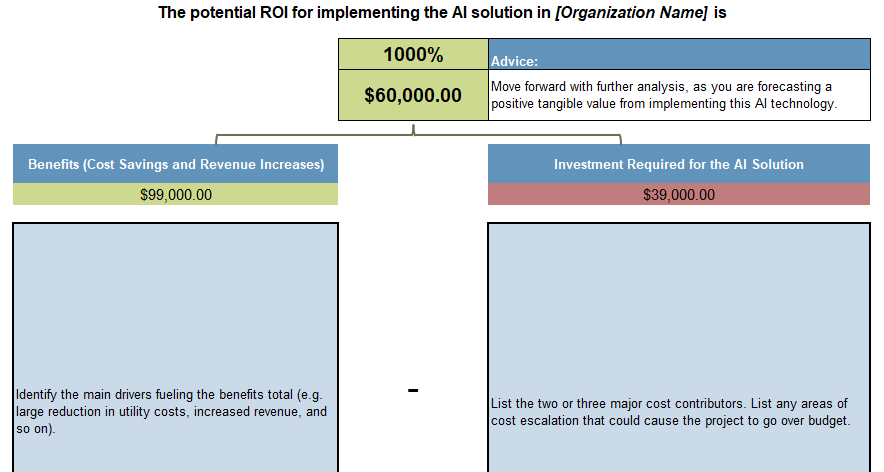 The potential ROI for implementing the AI solution in [Organization Name] is
1000%
Advice:
$60,000.00
Move forward with further analysis, as you are forecasting a
positive tangible value from implementing this AI technology.
Benefits (Cost Savings and Revenue Increases)
$99,000.00
Investment Required for the AI Solution
$39,000.00
Identify the main drivers fueling the benefits total (e.g.
large reduction in utility costs, increased revenue, and
so on).
-
List the two or three major cost contributors. List any areas of
cost escalation that could cause the project to go over budget.